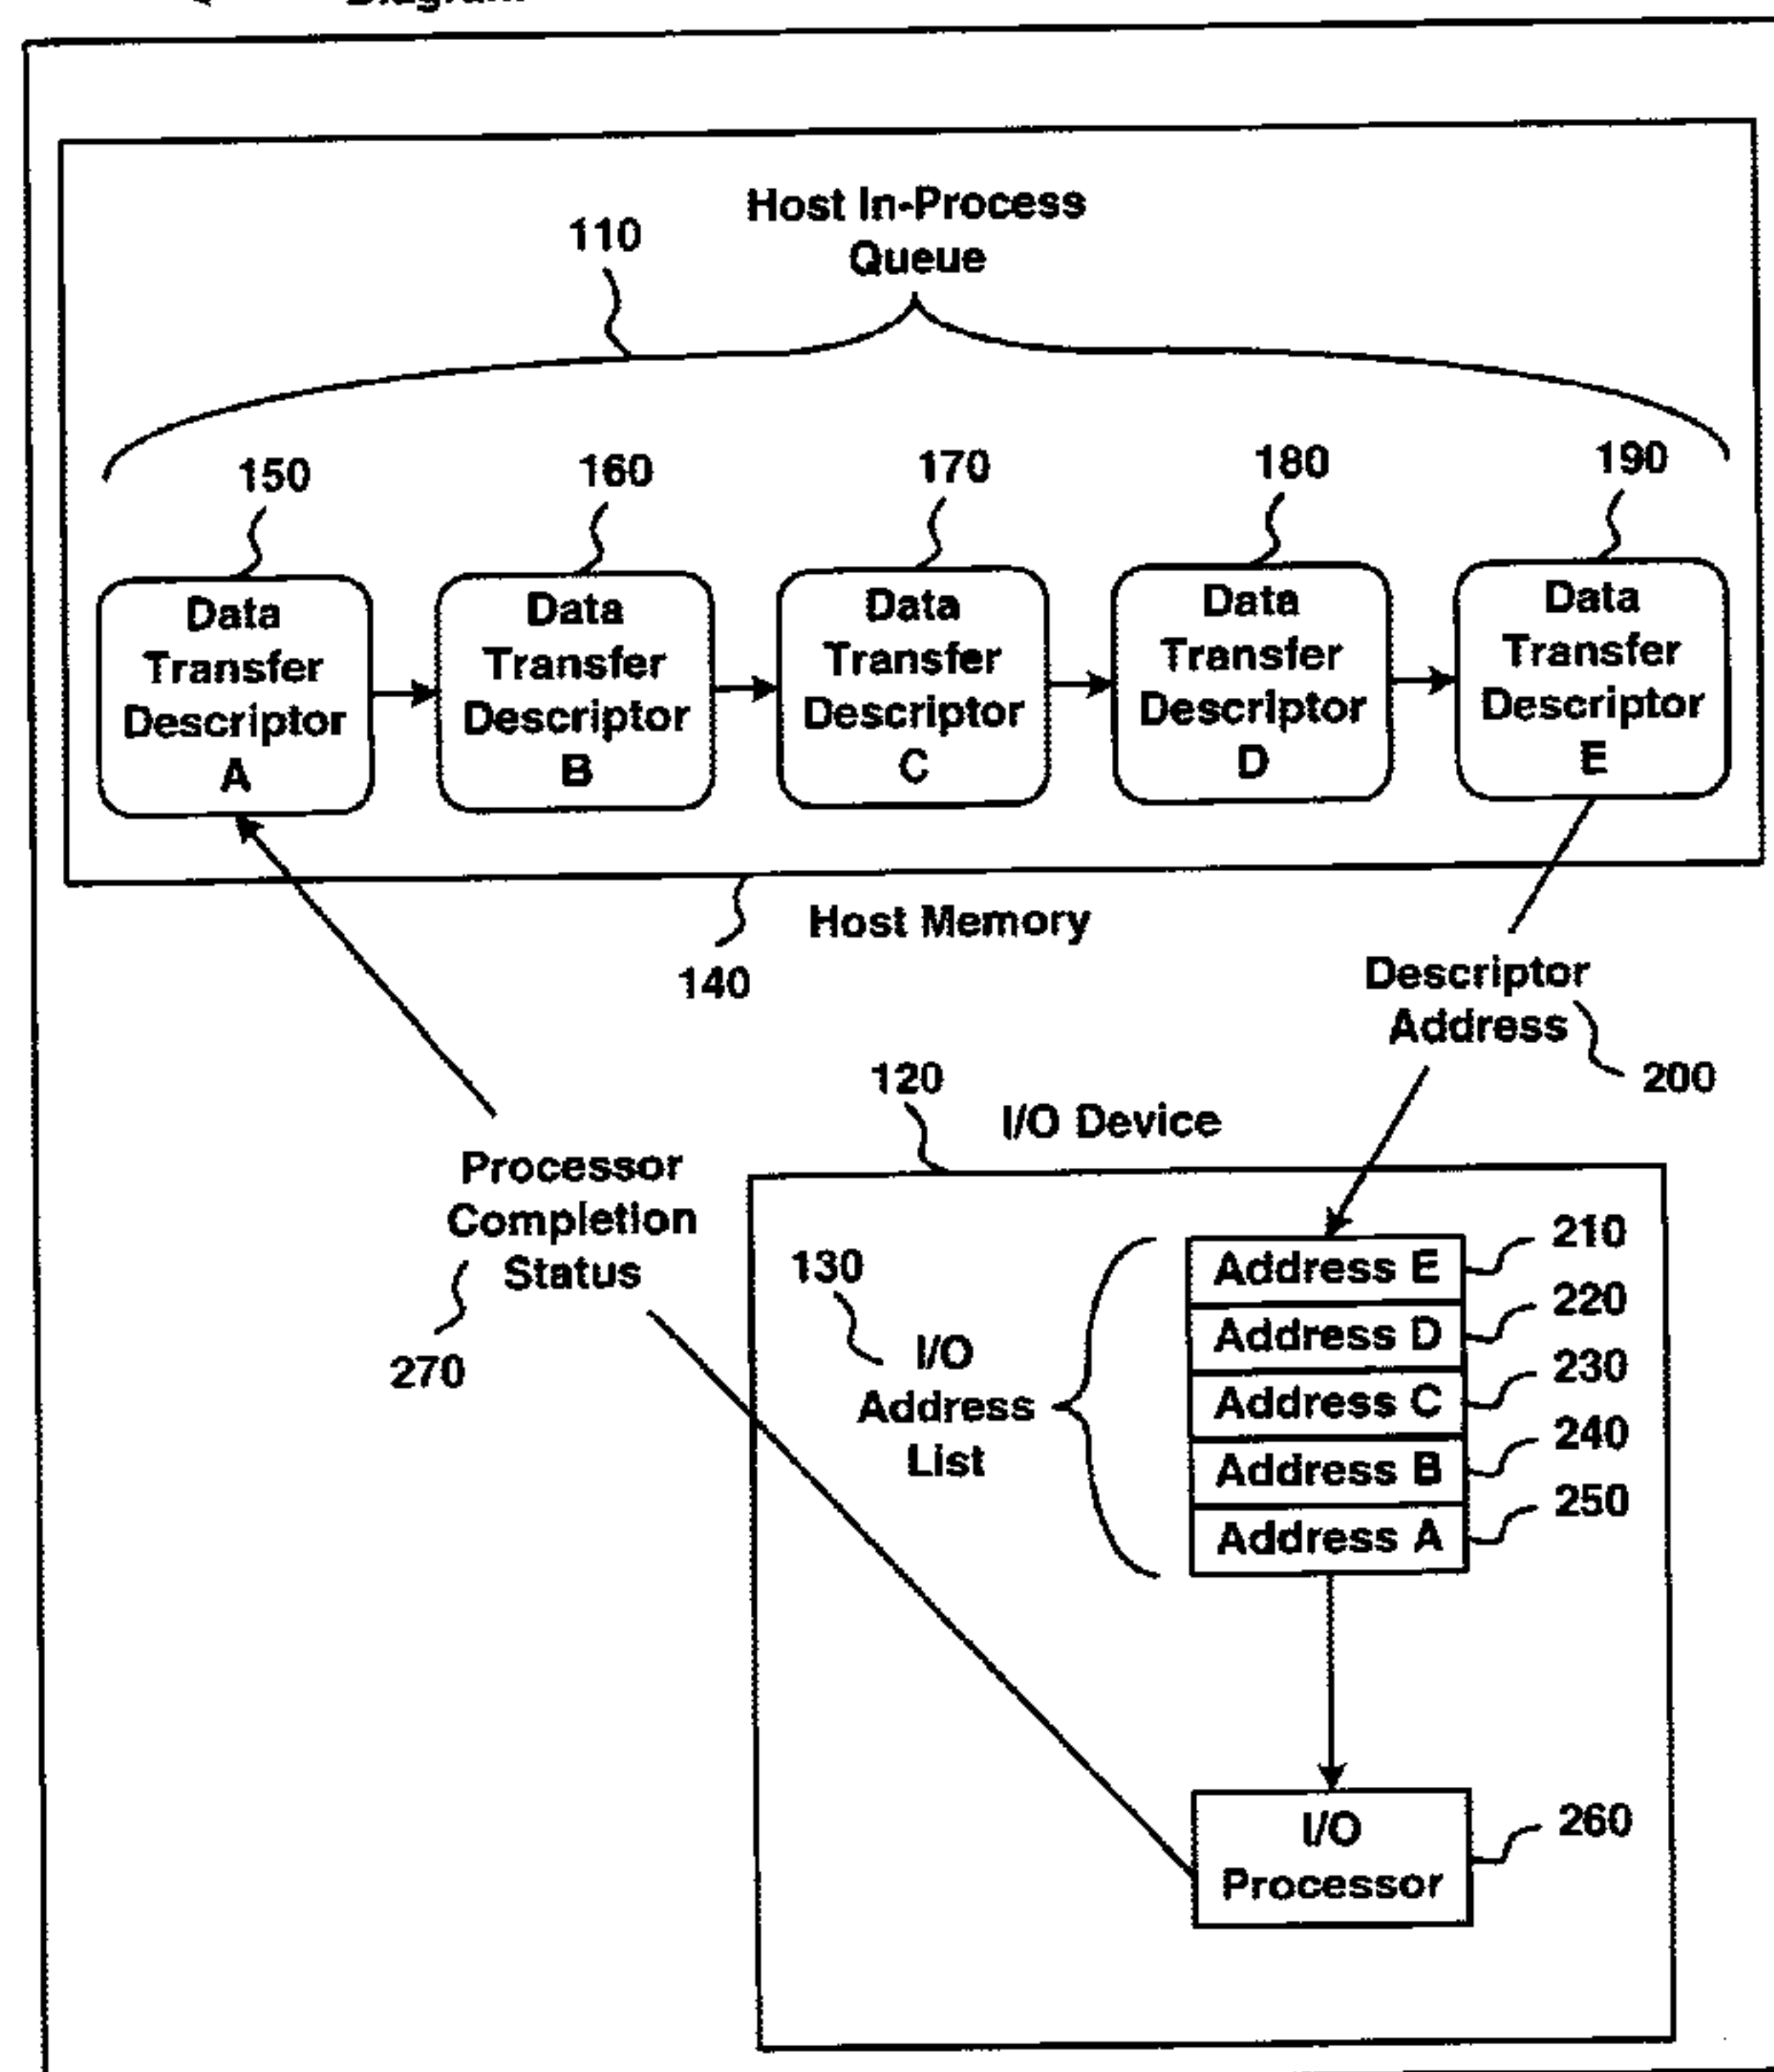 Diagram
Host In-Process
Queue
110
150
160
170
180
190
Data
Transfer
Descriptor
A
Data
Transfer
Descriptor
B
Data
Transfer
Descriptor
C
Data
Transfer
Descriptor
D
Data
Transfer
Descriptor
E
Host Memory
140
Descriptor
Address
200
120
I/O Device
Processor
Completion
Status
270
130
I/O
Address
List
Address E
210
Address D
220
Address C
230
Address B
240
Address A
250
I/O
Processor
260